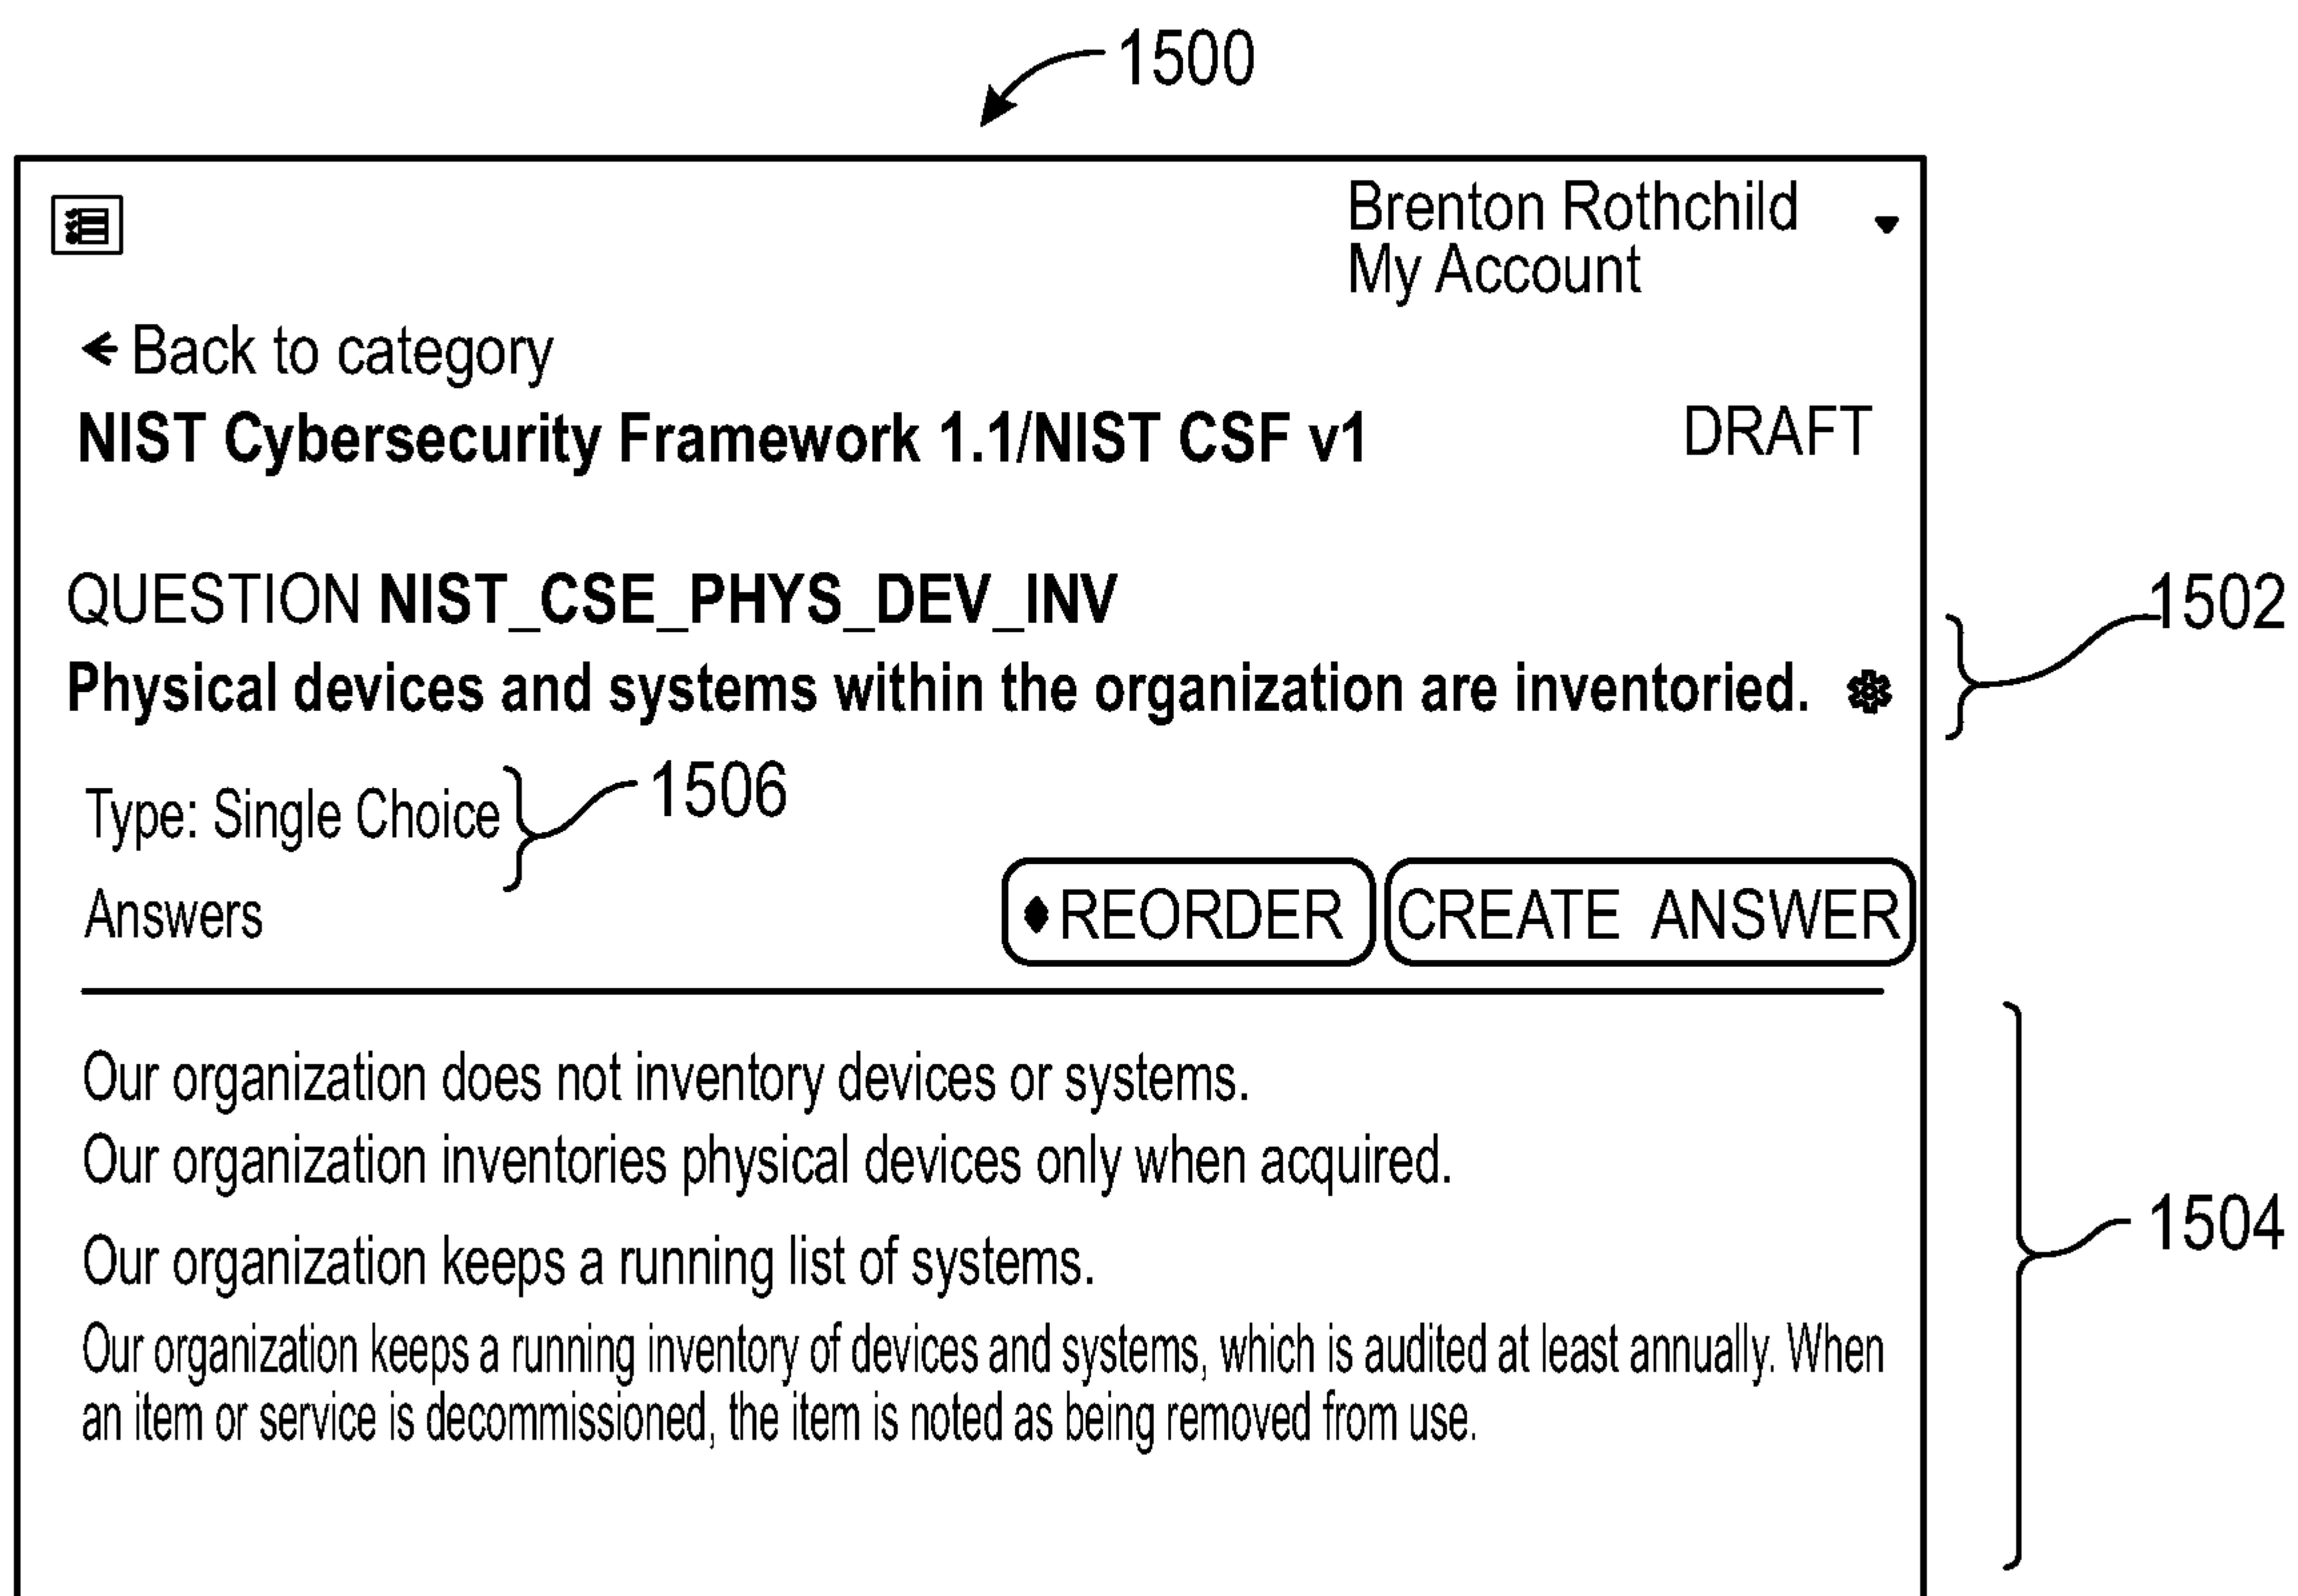 1500
Brenton Rothchild
My Account
Back to category
NIST Cybersecurity Framework 1.1/NIST CSF v1 DRAFT
QUESTION NIST_CSE_PHYS_DEV_INV
1502
Physical devices and systems within the organization are inventoried.
Type: Single Choice
1506
Answers REORDER CREATE ANSWER
Our organization does not inventory devices or systems.
Our organization inventories physical devices only when acquired.
1504
Our organization keeps a running list of systems.
Our organization keeps a running inventory of devices and systems, which is audited at least annually. When
an item or service is decommissioned, the item is noted as being removed from use.